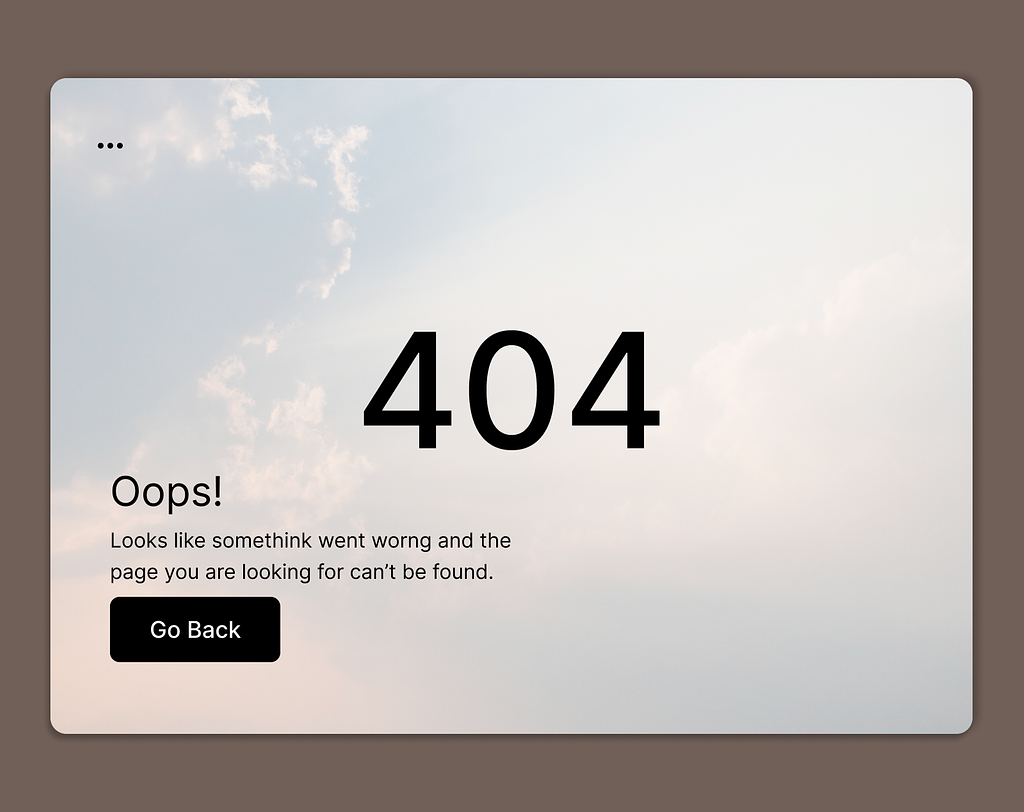 404
Oops!
Looks like somethink went worng and the
page you are looking for can’t be found.
Go Back